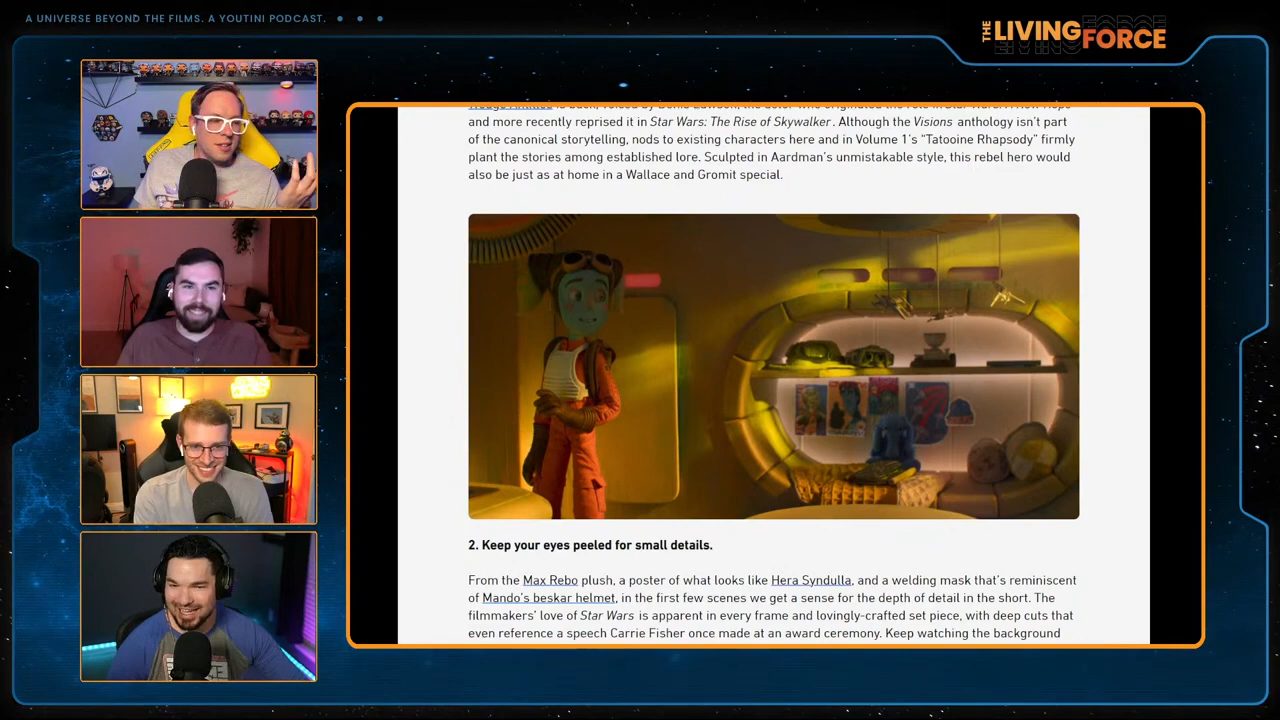 A UNIVERSE BEYOND THE FILMS. A YOUTINI PODCAST.
THE LIVING FORCE
and more recently reprised it in Star Wars: The Rise of Skywalker. Although the Visions anthology isn't part
of the canonical storytelling, nods to existing characters here and in Volume 1's "Tatooine Rhapsody" firmly
plant the stories among established lore. Sculpted in Aardman's unmistakable style, this rebel hero would
also be just as at home in a Wallace and Gromit special.
2. Keep your eyes peeled for small details.
From the Max Rebo plush, a poster of what looks like Hera Syndulla, and a welding mask that's reminiscent
of Mando's beskar helmet, in the first few scenes we get a sense for the depth of detail in the short. The
filmmakers' love of Star Wars is apparent in every frame and lovingly-crafted set piece, with deep cuts that
even reference a speech Carrie Fisher once made at an award ceremony. Keep watching the background